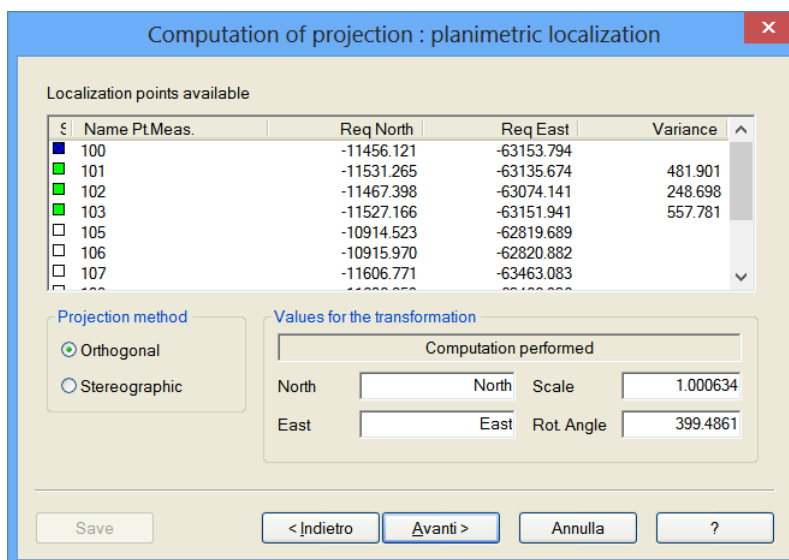 Computation of projection : planimetric localization
Localization points available
S Name Pt.Meas. Req North Req East Variance
100 -11456.121 -63153.794
101 -11531.265 -63135.674 481.901
102 -11467.398 -63074.141 248.698
103 -11527.166 -63151.941 557.781
105 -10914.523 -62819.689
106 -10915.970 -62820.882
107 -11606.771 -63463.083
Projection method
Orthogonal
Stereographic
Values for the transformation
Computation performed
North North Scale 1.000634
East East Rot. Angle 399.4861
Save < Indietro Avanti > Annulla ?